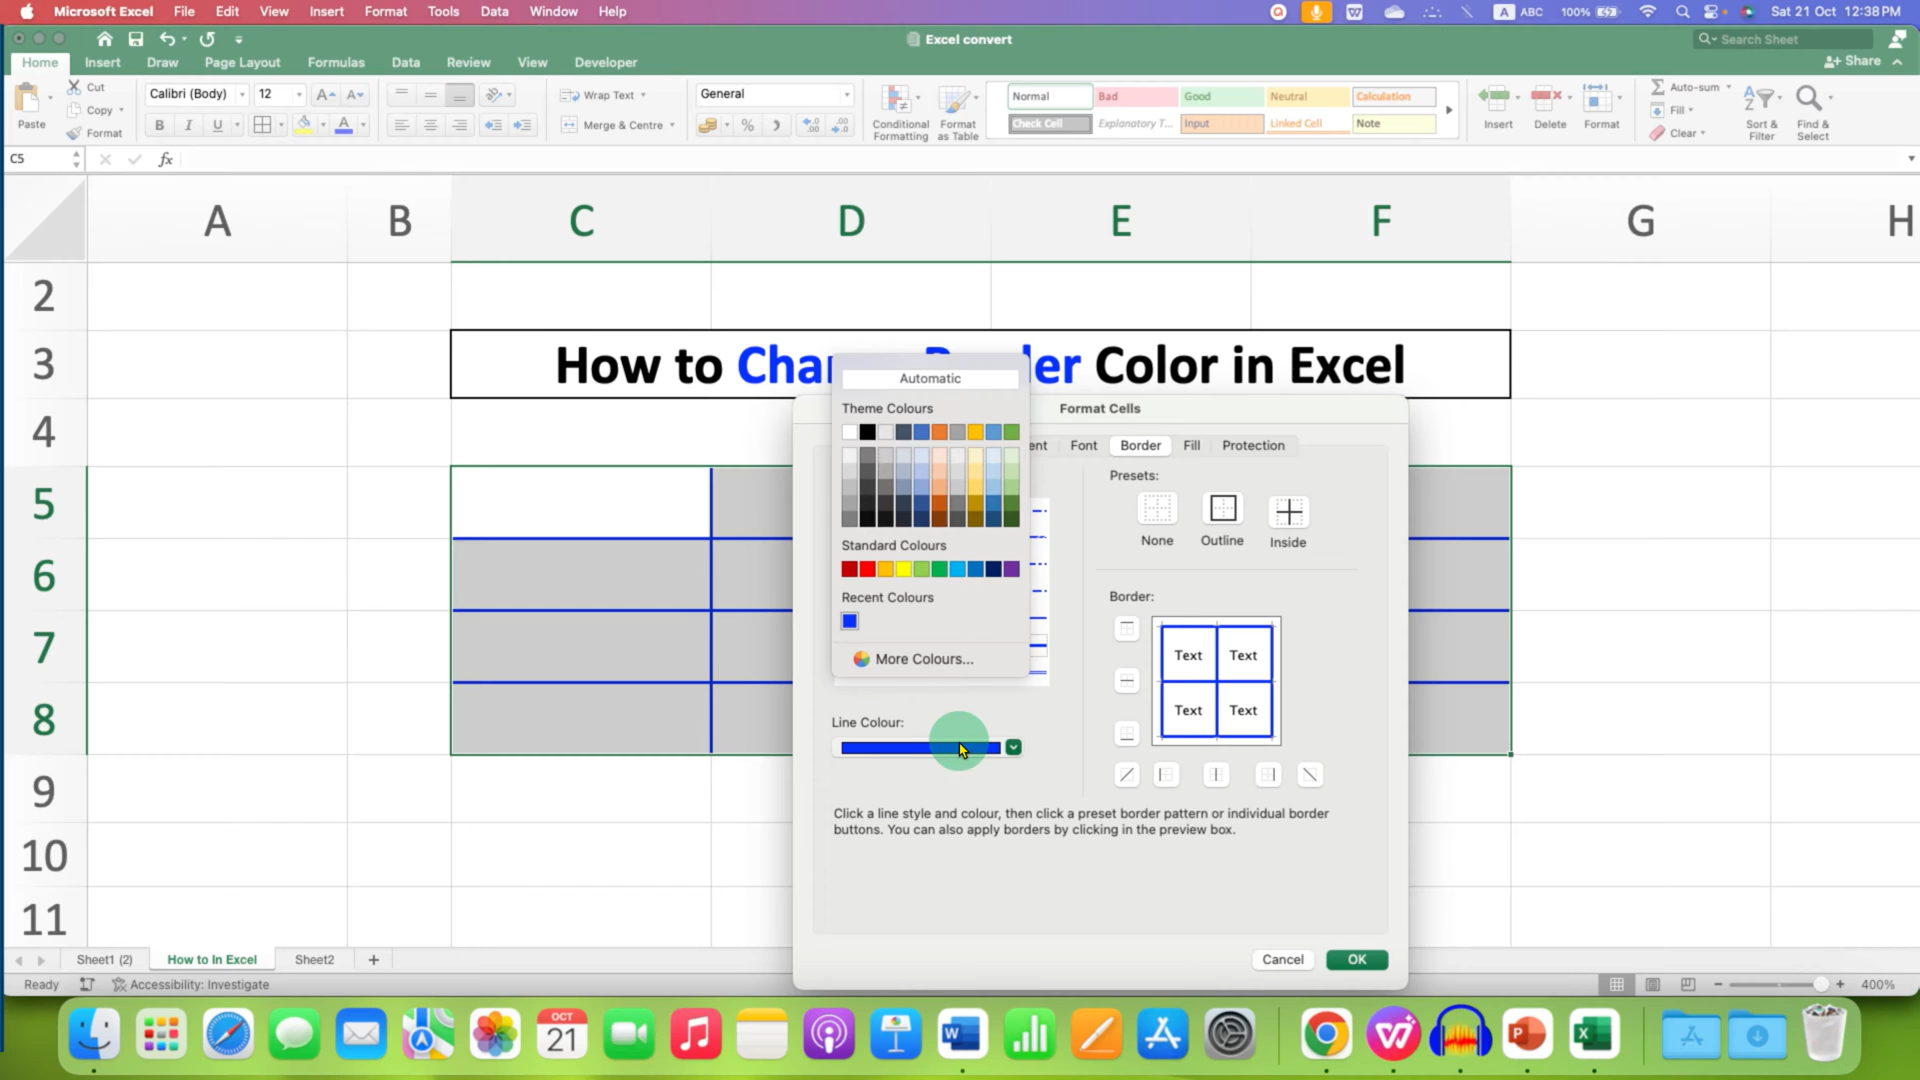 Microsoft Excel File Edit View Insert Format Tools Data Window Help A ABC 100% Sat 21 Oct 12:38 PM
Excel convert Search Sheet
Home Insert Draw Page Layout Formulas Data Review View Developer Share
Paste Cut Copy Format
Calibri (Body) 12 A A
B I U A
Wrap Text
Merge & Centre
General
%
Conditional Formatting
Format as Table
Normal Bad Good Neutral Calculation
Check Cell Explanatory T... Input Linked Cell Note
Insert Delete Format
Auto-sum
Fill
Clear
Sort & Filter
Find & Select
C5 fx
A B C D E F G H
2
3 How to Cha Color in Excel
4
5
6
7
8
9
10
11
Automatic
Theme Colours
Standard Colours
Recent Colours
More Colours...
Format Cells
ent Font Border Fill Protection
Presets:
None Outline Inside
Border:
Text Text
Text Text
Line Colour:
Click a line style and colour, then click a preset border pattern or individual border
buttons. You can also apply borders by clicking in the preview box.
Cancel OK
Sheet1 (2) How to In Excel Sheet2 +
Ready Accessibility: Investigate 400%
OCT
21